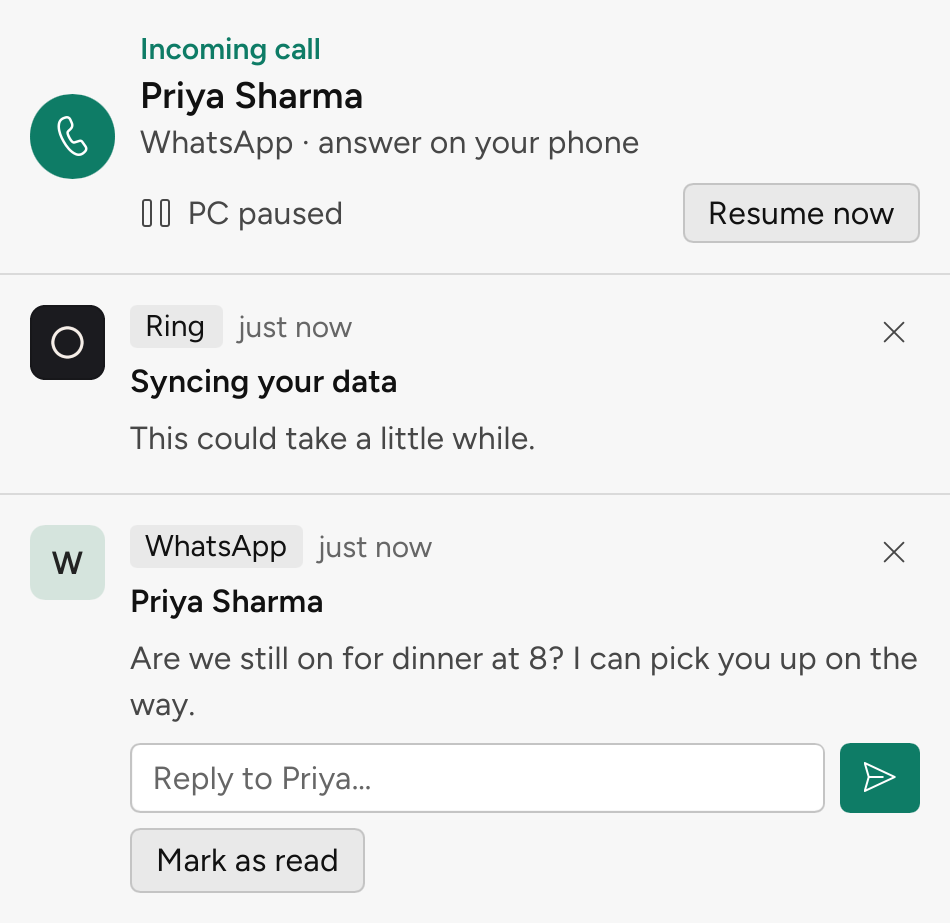 Incoming call
Priya Sharma
WhatsApp · answer on your phone
PC paused
Resume now
Ring just now
Syncing your data
This could take a little while.
W
WhatsApp just now
Priya Sharma
Are we still on for dinner at 8? I can pick you up on the
way.
Reply to Priya...
Mark as read